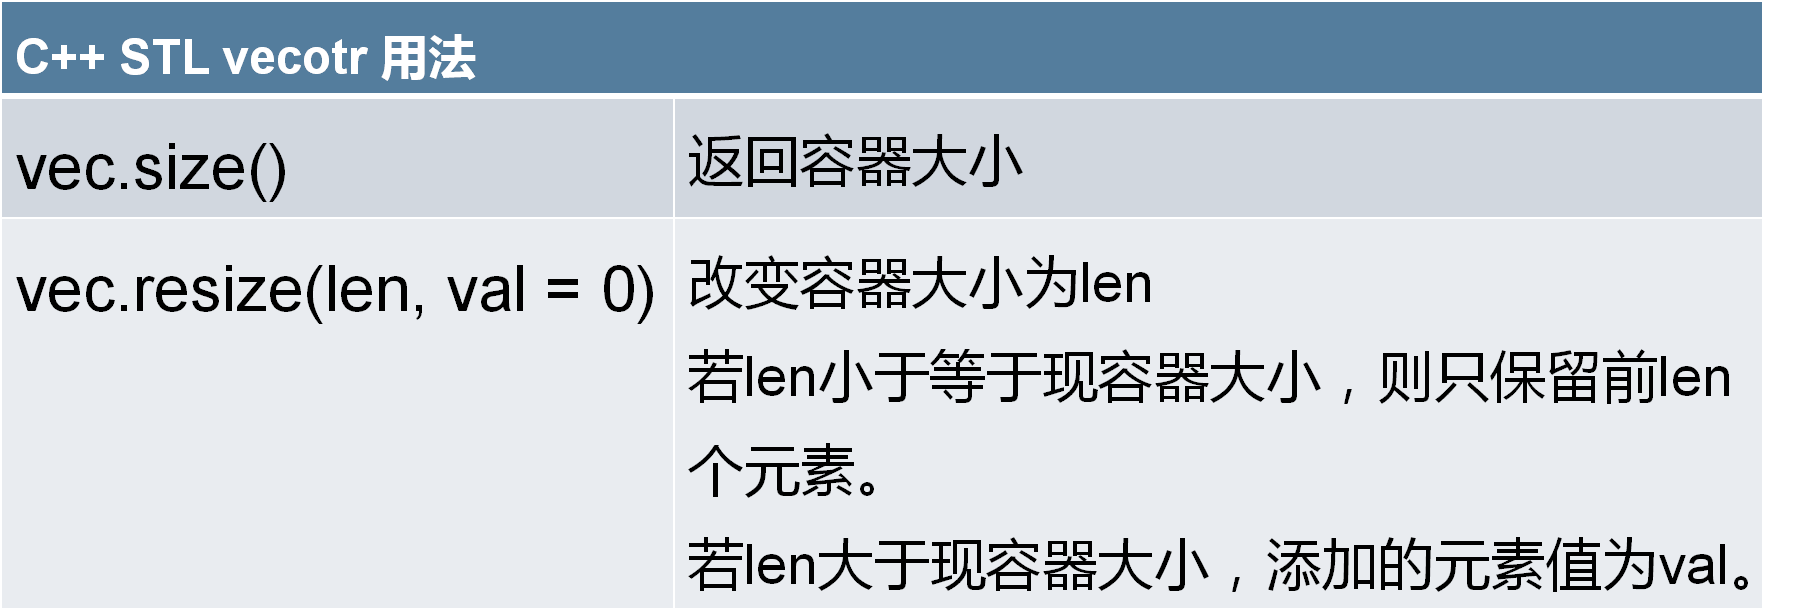 C++ STL vecotr 用法
vec.size()
返回容器大小
vec.resize(len, val = 0)
改变容器大小为len
若len小于等于现容器大小，则只保留前len
个元素。
若len大于现容器大小，添加的元素值为val。